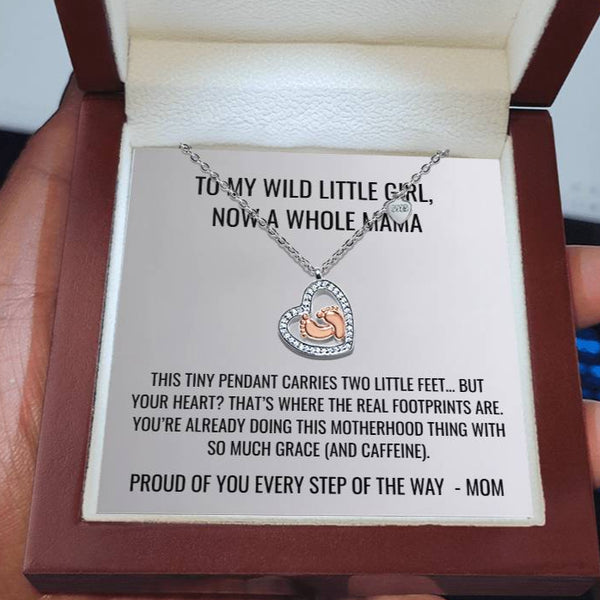 TO MY WILD LITTLE GIRL,
NOW A WHOLE MAMA
THIS TINY PENDANT CARRIES TWO LITTLE FEET... BUT
YOUR HEART? THAT'S WHERE THE REAL FOOTPRINTS ARE.
YOU'RE ALREADY DOING THIS MOTHERHOOD THING WITH
SO MUCH GRACE (AND CAFFEINE).
PROUD OF YOU EVERY STEP OF THE WAY - MOM